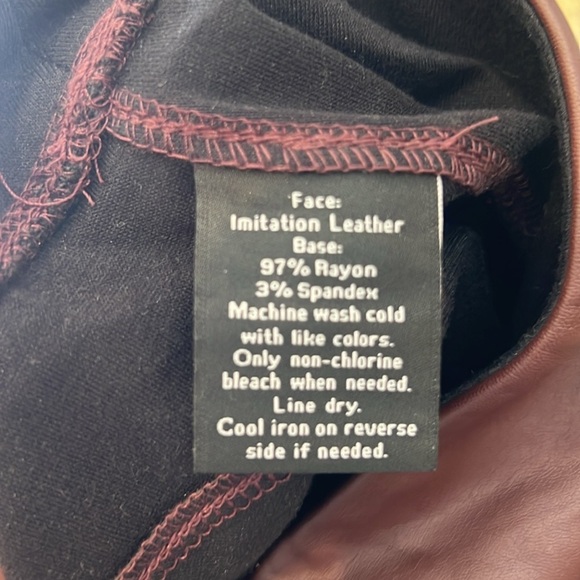 Face:
Imitation Leather
Base:
97% Rayon
3% Spandex
Machine wash cold
with like colors.
Only non-chlorine
bleach when needed.
Line dry.
Cool iron on reverse
side if needed.